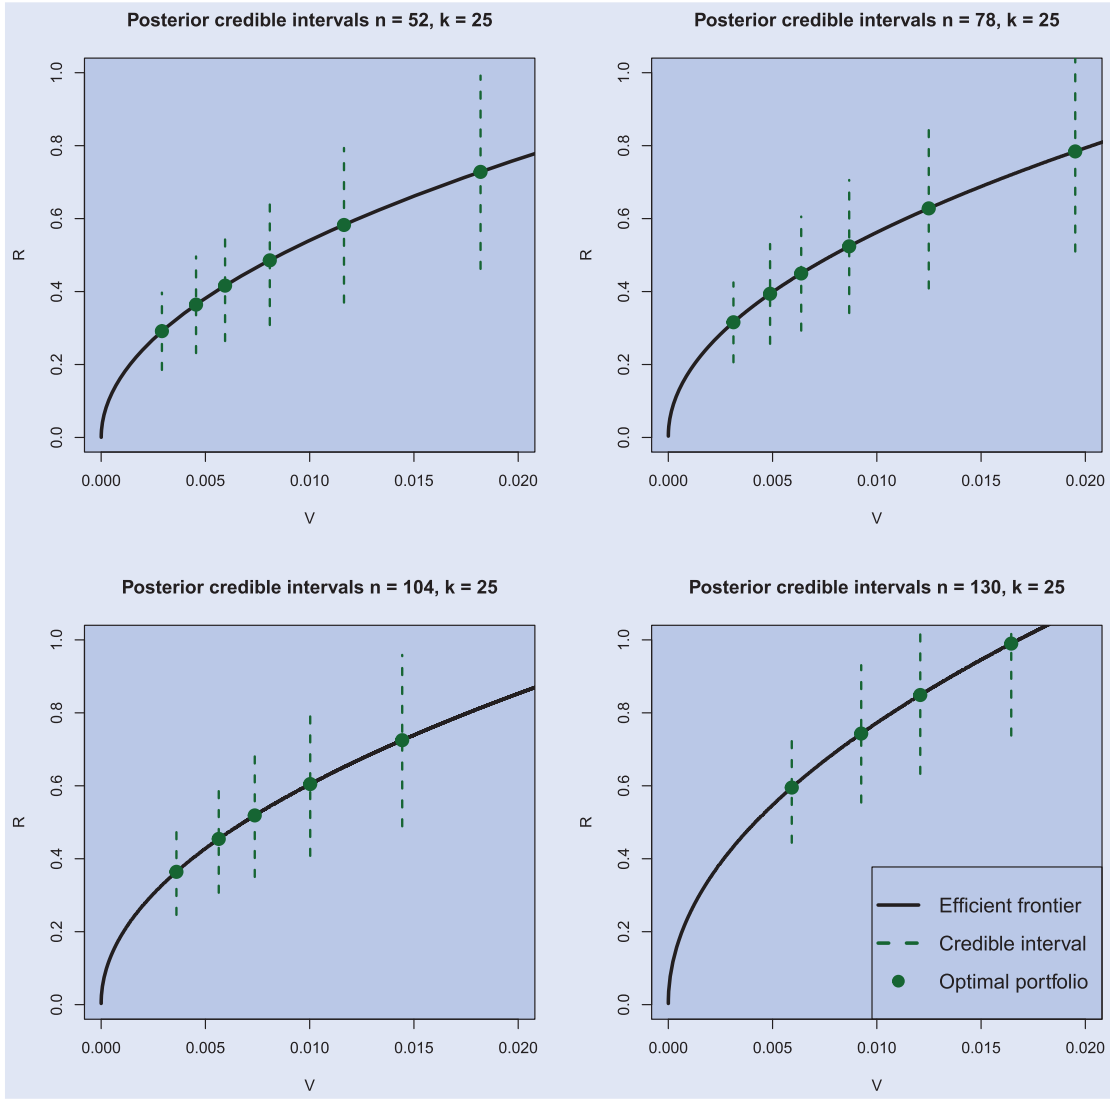 Posterior credible intervals n = 52, k = 25
R
0.0
0.2
0.4
0.6
0.8
1.0
0.000 0.005 0.010 0.015 0.020
V
Posterior credible intervals n = 78, k = 25
R
0.0
0.2
0.4
0.6
0.8
1.0
0.000 0.005 0.010 0.015 0.020
V
Posterior credible intervals n = 104, k = 25
R
0.0
0.2
0.4
0.6
0.8
1.0
0.000 0.005 0.010 0.015 0.020
V
Posterior credible intervals n = 130, k = 25
R
0.0
0.2
0.4
0.6
0.8
1.0
Efficient frontier
Credible interval
Optimal portfolio
0.000 0.005 0.010 0.015 0.020
V